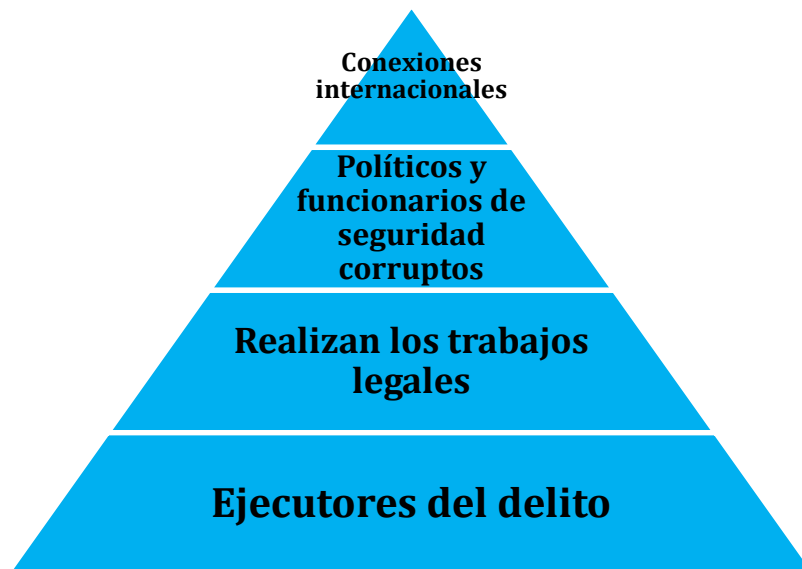 Conexiones
internacionales
Políticos y
funcionarios de
seguridad
corruptos
Realizan los trabajos
legales
Ejecutores del delito